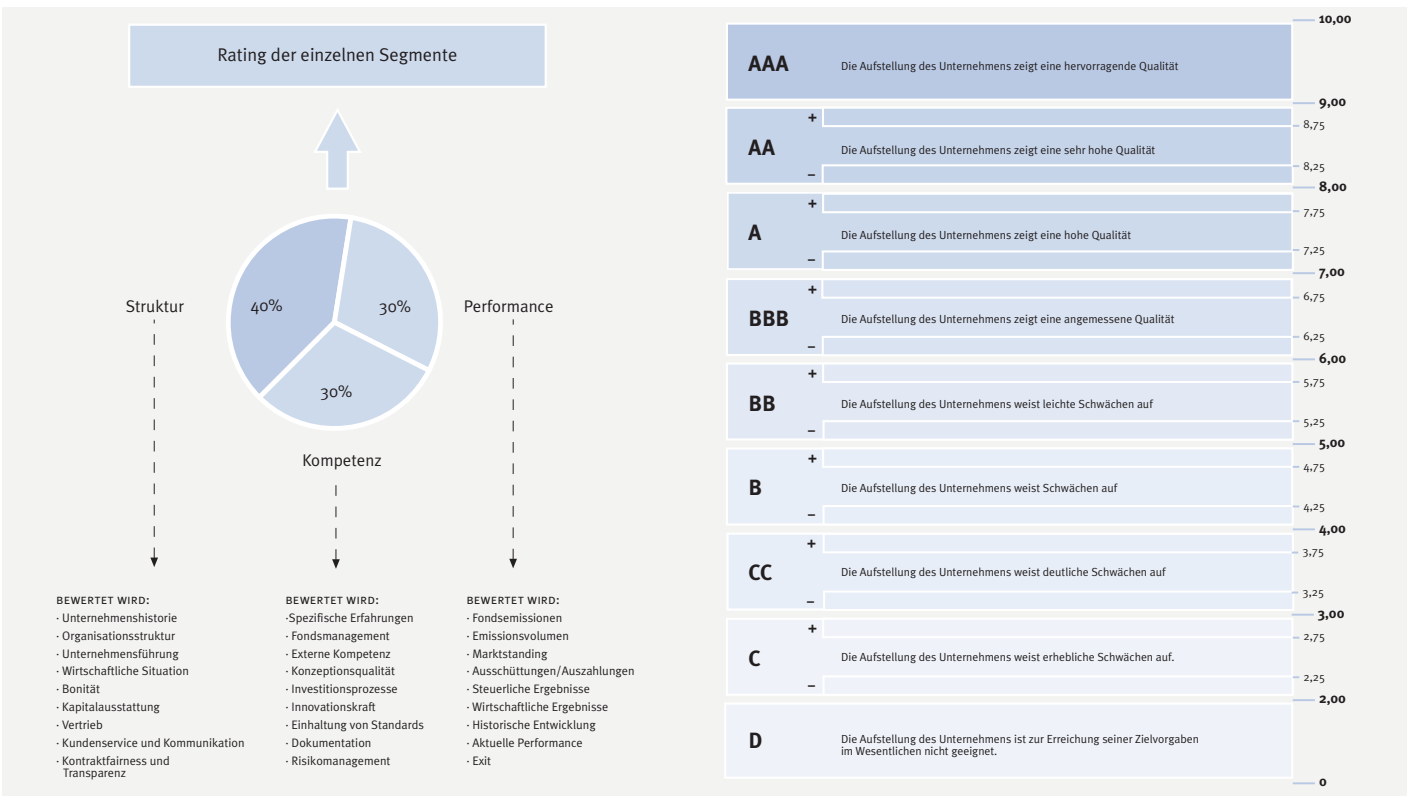 Rating der einzelnen Segmente
Struktur
40%
30%
Performance
30%
Kompetenz
BEWERTET WIRD:
· Unternehmenshistorie
· Organisationsstruktur
· Unternehmensführung
· Wirtschaftliche Situation
· Bonität
· Kapitalausstattung
· Vertrieb
· Kundenservice und Kommunikation
· Kontraktfairness und
Transparenz
BEWERTET WIRD:
·Spezifische Erfahrungen
· Fondsmanagement
· Externe Kompetenz
· Konzeptionsqualität
· Investitionsprozesse
· Innovationskraft
· Einhaltung von Standards
· Dokumentation
· Risikomanagement
BEWERTET WIRD:
· Fondsemissionen
· Emissionsvolumen
· Marktstanding
· Ausschüttungen/Auszahlungen
· Steuerliche Ergebnisse
· Wirtschaftliche Ergebnisse
· Historische Entwicklung
· Aktuelle Performance
· Exit
10,00
AAA Die Aufstellung des Unternehmens zeigt eine hervorragende Qualität
9,00
+
8,75
AA Die Aufstellung des Unternehmens zeigt eine sehr hohe Qualität
8,25
–
8,00
+
7,75
A Die Aufstellung des Unternehmens zeigt eine hohe Qualität
7,25
–
7,00
+
6,75
BBB Die Aufstellung des Unternehmens zeigt eine angemessene Qualität
6,25
–
6,00
+
5,75
BB Die Aufstellung des Unternehmens weist leichte Schwächen auf
5,25
–
5,00
+
4,75
B Die Aufstellung des Unternehmens weist Schwächen auf
4,25
–
4,00
+
3,75
CC Die Aufstellung des Unternehmens weist deutliche Schwächen auf
3,25
–
3,00
+
2,75
C Die Aufstellung des Unternehmens weist erhebliche Schwächen auf.
2,25
–
2,00
D Die Aufstellung des Unternehmens ist zur Erreichung seiner Zielvorgaben
im Wesentlichen nicht geeignet.
0